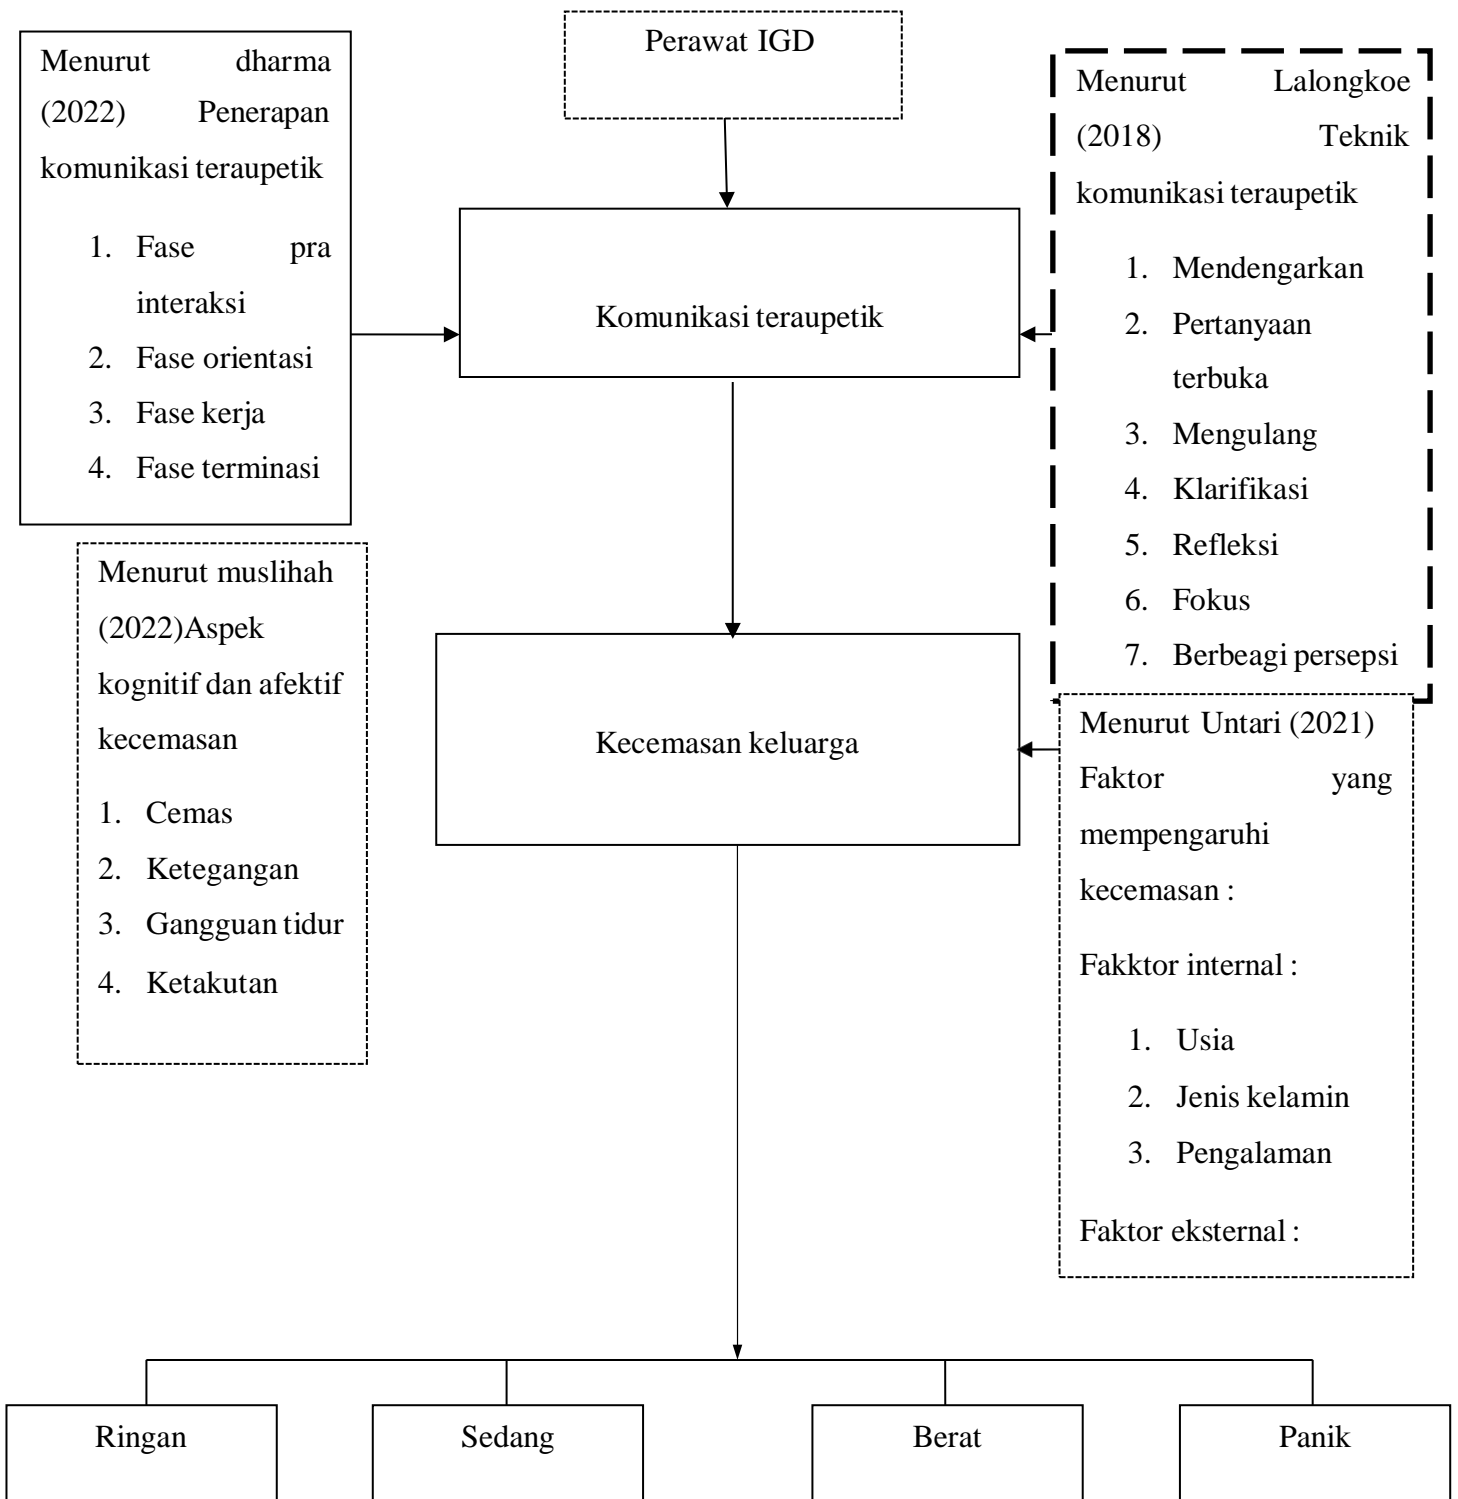 Perawat IGD
Menurut dharma
(2022) Penerapan
komunikasi teraupetik
1. Fase pra
interaksi
2. Fase orientasi
3. Fase kerja
4. Fase terminasi
Komunikasi teraupetik
Menurut Lalongkoe
(2018) Teknik
komunikasi teraupetik
1. Mendengarkan
2. Pertanyaan
terbuka
3. Mengulang
4. Klarifikasi
5. Refleksi
6. Fokus
7. Berbeagi persepsi
Menurut muslihah
(2022)Aspek
kognitif dan afektif
kecemasan
1. Cemas
2. Ketegangan
3. Gangguan tidur
4. Ketakutan
Kecemasan keluarga
Menurut Untari (2021)
Faktor yang
mempengaruhi
kecemasan :
Fakktor internal :
1. Usia
2. Jenis kelamin
3. Pengalaman
Faktor eksternal :
Ringan
Sedang
Berat
Panik